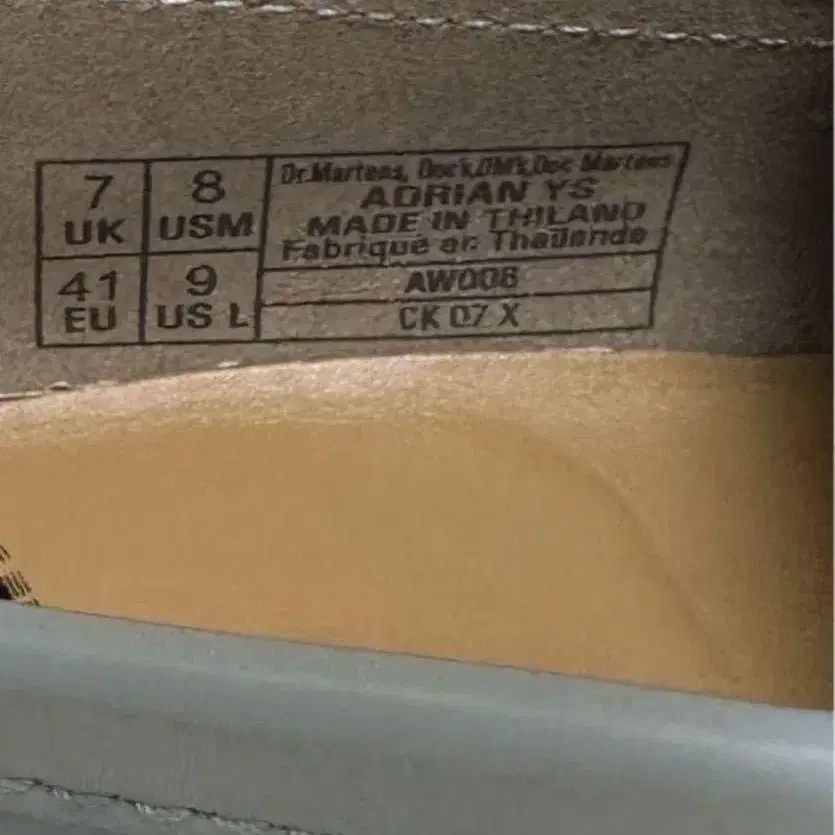 7
UK
8
USM
41
EU
9
US L
Dr.Martens, Doc's,DM's,Doc Martens
ADRIAN YS
MADE IN THILAND
Fabriqué en Thaïlande
AW006
CK 07 X